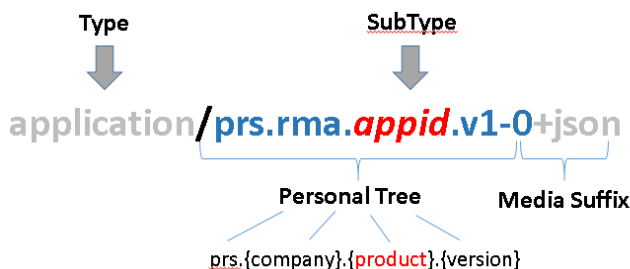 Type SubType
application/prs.rma.appid.v1-0+json
Personal Tree Media Suffix
prs.{company}.{product}.{version}